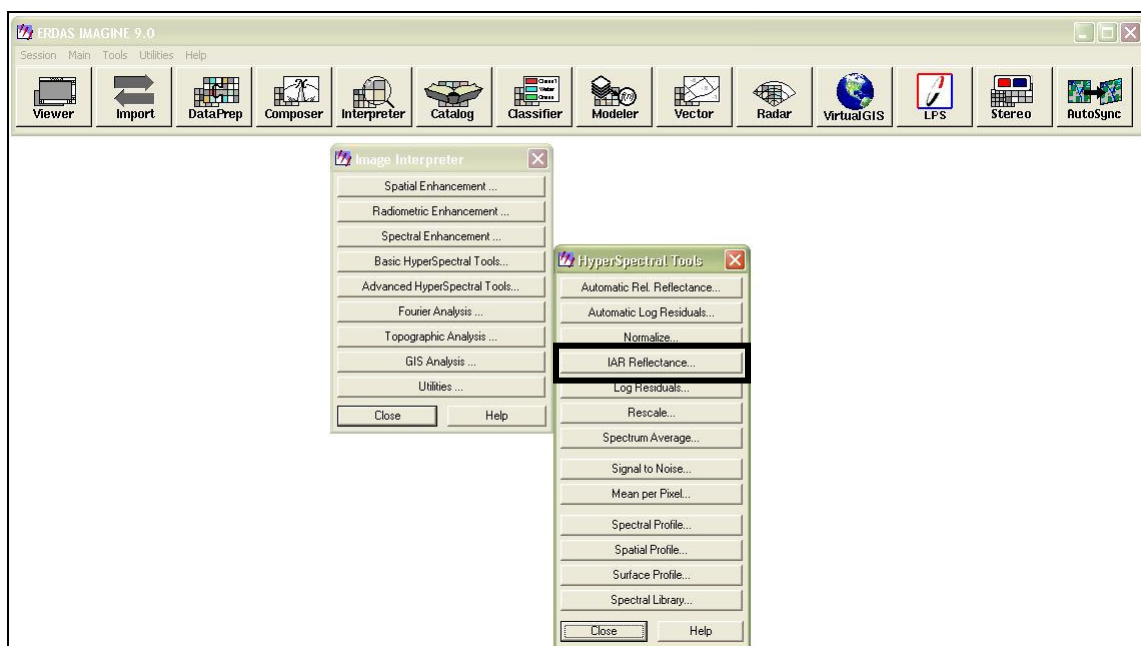 ERDAS IMAGINE 9.0
Session Main Tools Utilities Help
Viewer Import DataPrep Composer Interpreter Catalog Classifier Modeler Vector Radar VirtualGIS LPS Stereo AutoSync
Image Interpreter
Spatial Enhancement ...
Radiometric Enhancement ...
Spectral Enhancement ...
Basic HyperSpectral Tools...
Advanced HyperSpectral Tools...
Fourier Analysis ...
Topographic Analysis ...
GIS Analysis ...
Utilities ...
Close Help
HyperSpectral Tools
Automatic Rel. Reflectance...
Automatic Log Residuals...
Normalize...
IAR Reflectance...
Log Residuals...
Rescale...
Spectrum Average...
Signal to Noise...
Mean per Pixel...
Spectral Profile...
Spatial Profile...
Surface Profile...
Spectral Library...
Close Help